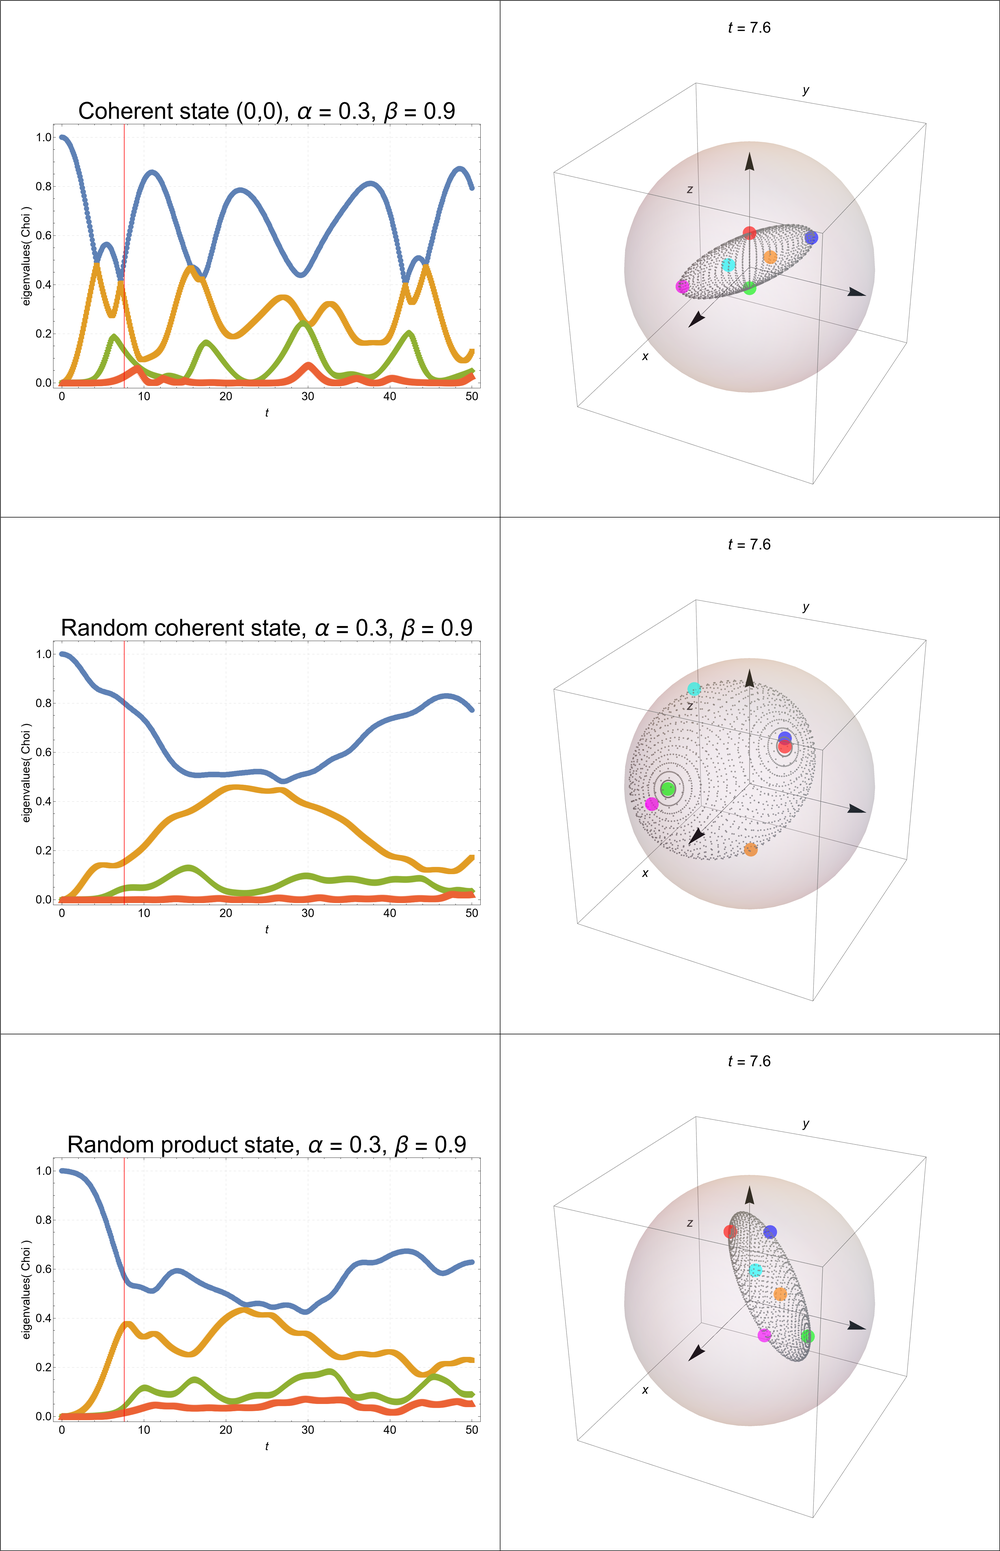 t = 7.6
Coherent state (0,0), α = 0.3, β = 0.9
eigenvalues( Choi )
1.0
0.8
0.6
0.4
0.2
0.0
0 10 20 30 40 50
t
y
z
x
t = 7.6
Random coherent state, α = 0.3, β = 0.9
eigenvalues( Choi )
1.0
0.8
0.6
0.4
0.2
0.0
0 10 20 30 40 50
t
y
z
x
t = 7.6
Random product state, α = 0.3, β = 0.9
eigenvalues( Choi )
1.0
0.8
0.6
0.4
0.2
0.0
0 10 20 30 40 50
t
y
z
x